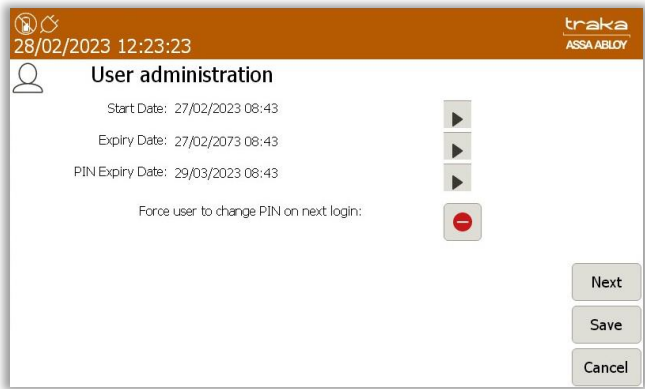 traka
28/02/2023 12:23:23
ASSA ABLOY
User administration
Start Date: 27/02/2023 08:43
Expiry Date: 27/02/2073 08:43
PIN Expiry Date: 29/03/2023 08:43
Force user to change PIN on next login:
Next
Save
Cancel